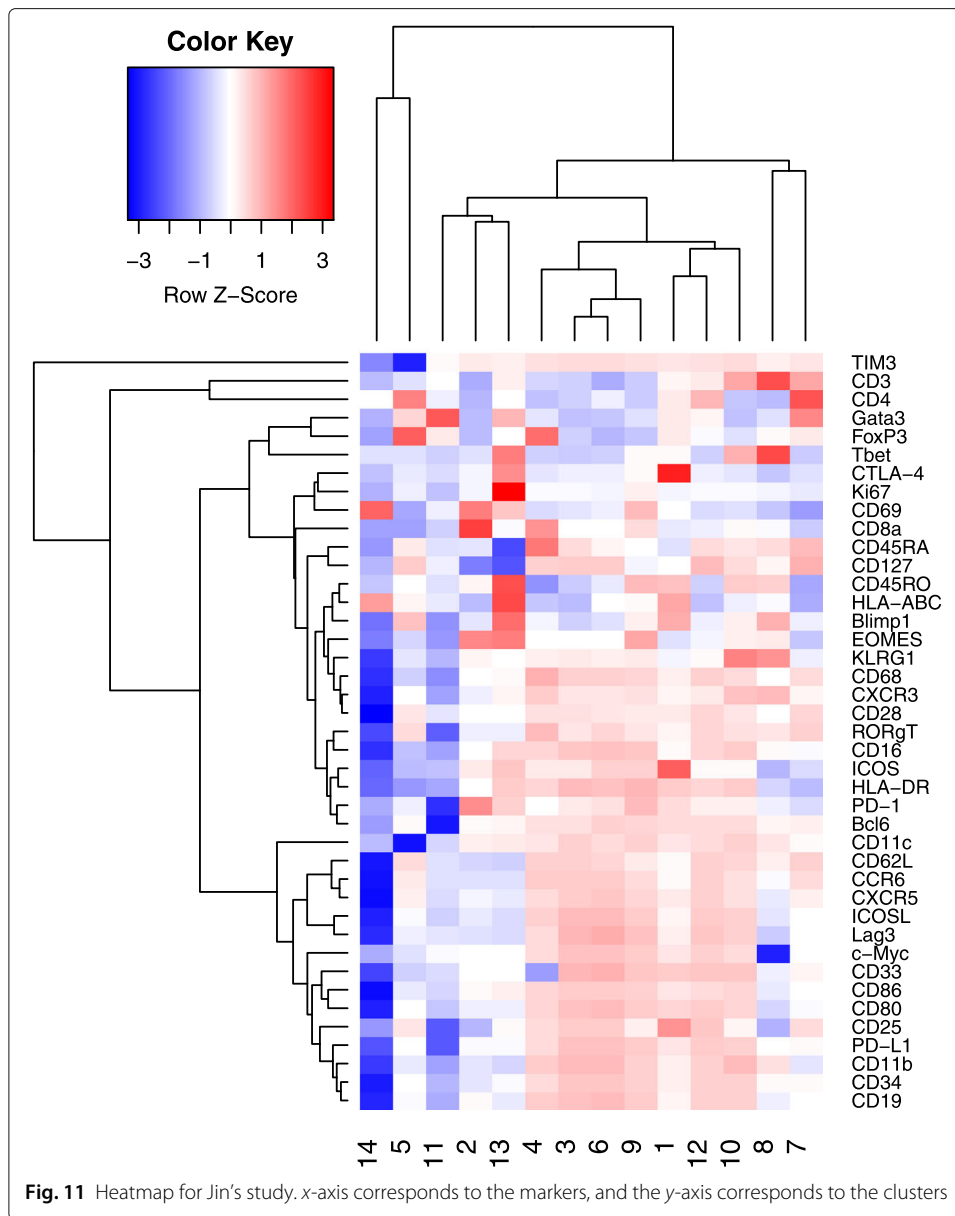 Color Key
−3 −1 1 3
Row Z−Score
TIM3
CD3
CD4
Gata3
FoxP3
Tbet
CTLA−4
Ki67
CD69
CD8a
CD45RA
CD127
CD45RO
HLA−ABC
Blimp1
EOMES
KLRG1
CD68
CXCR3
CD28
RORgT
CD16
ICOS
HLA−DR
PD−1
Bcl6
CD11c
CD62L
CCR6
CXCR5
ICOSL
Lag3
c−Myc
CD33
CD86
CD80
CD25
PD−L1
CD11b
CD34
CD19
14 5 11 2 13 4 3 6 9 1 12 10 8 7
Fig. 11 Heatmap for Jin's study. x-axis corresponds to the markers, and the y-axis corresponds to the clusters